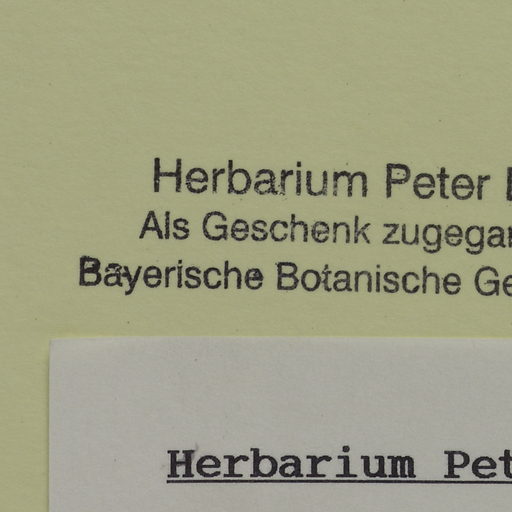 Herbarium Peter
Als Geschenk zugegan
Bayerische Botanische Ge
Herbarium Pet